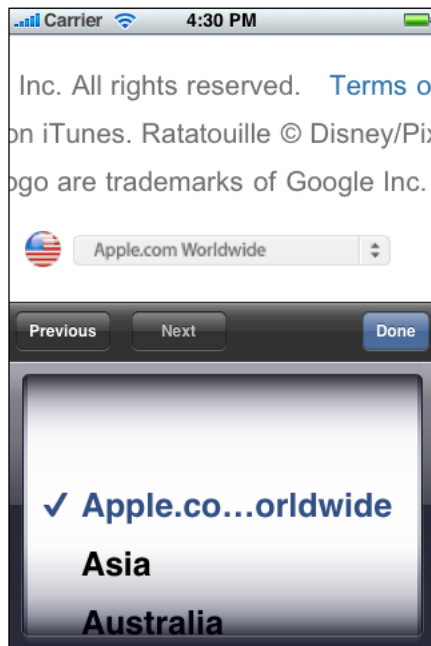 Carrier 4:30 PM
Inc. All rights reserved. Terms o
on iTunes. Ratatouille © Disney/Pix
ogo are trademarks of Google Inc.
Apple.com Worldwide
Previous Next Done
✓ Apple.co...orldwide
Asia
Australia